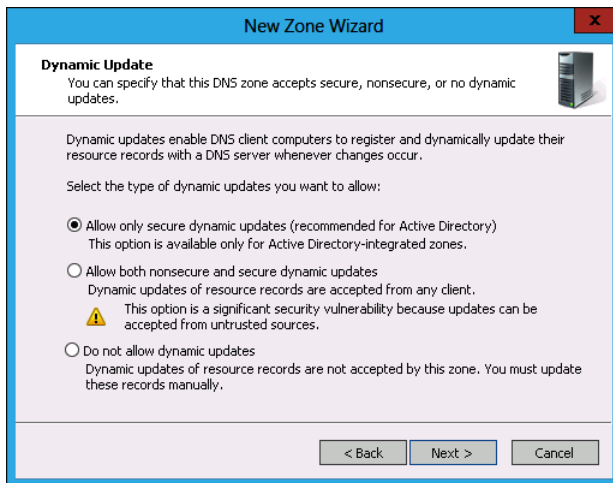 New Zone Wizard
x
Dynamic Update
You can specify that this DNS zone accepts secure, nonsecure, or no dynamic
updates.
Dynamic updates enable DNS client computers to register and dynamically update their
resource records with a DNS server whenever changes occur.
Select the type of dynamic updates you want to allow:
Allow only secure dynamic updates (recommended for Active Directory)
This option is available only for Active Directory-integrated zones.
Allow both nonsecure and secure dynamic updates
Dynamic updates of resource records are accepted from any client.
This option is a significant security vulnerability because updates can be
accepted from untrusted sources.
Do not allow dynamic updates
Dynamic updates of resource records are not accepted by this zone. You must update
these records manually.
< Back Next > Cancel